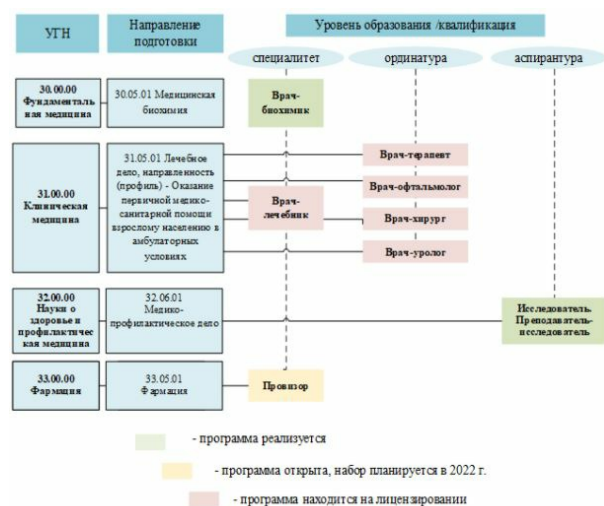 УГН
Направление
подготовки
Уровень образования /квалификация
специалитет
ординатура
аспирантура
30.00.00
Фундаменталь
ная медицина
30.05.01 Медицинская
биохимия
Врач-
биохимик
31.00.00
Клиническая
медицина
31.05.01 Лечебное
дело, направленность
(профиль) - Оказание
первичной медико-
санитарной помощи
взрослому населению в
амбулаторных
условиях
Врач-
лечебник
Врач-терапевт
Врач-офтальмолог
Врач-хирург
Врач-уролог
32.00.00
Науки о
здоровье и
профилактичес
кая медицина
32.06.01
Медико-
профилактическое дело
Исследователь.
Преподаватель-
исследователь
33.00.00
Фармация
33.05.01
Фармация
Провизор
- программа реализуется
- программа открыта, набор планируется в 2022 г.
- программа находится на лицензировании